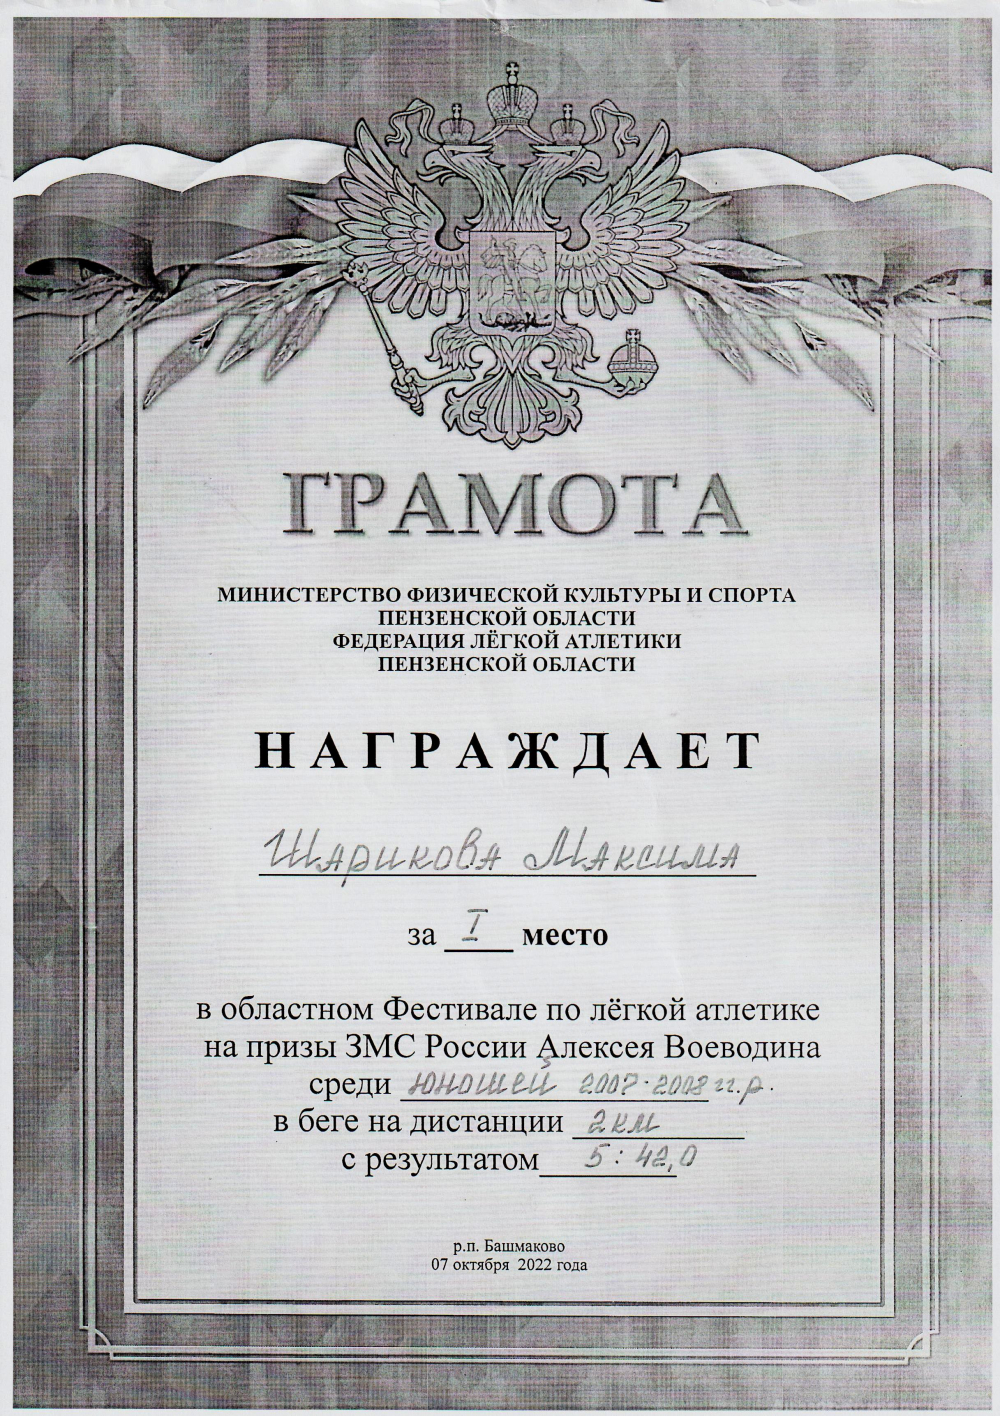 ГРАМОТА
МИНИСТЕРСТВО ФИЗИЧЕСКОЙ КУЛЬТУРЫ И СПОРТА
ПЕНЗЕНСКОЙ ОБЛАСТИ
ФЕДЕРАЦИЯ ЛЁГКОЙ АТЛЕТИКИ
ПЕНЗЕНСКОЙ ОБЛАСТИ
НАГРАЖДАЕТ
Шарикова Максима
за I место
в областном Фестивале по лёгкой атлетике
на призы ЗМС России Алексея Воеводина
среди юношей 2007-2008 гг.р.
в беге на дистанции 2км
с результатом 5:42,0
р.п. Башмаково
07 октября 2022 года